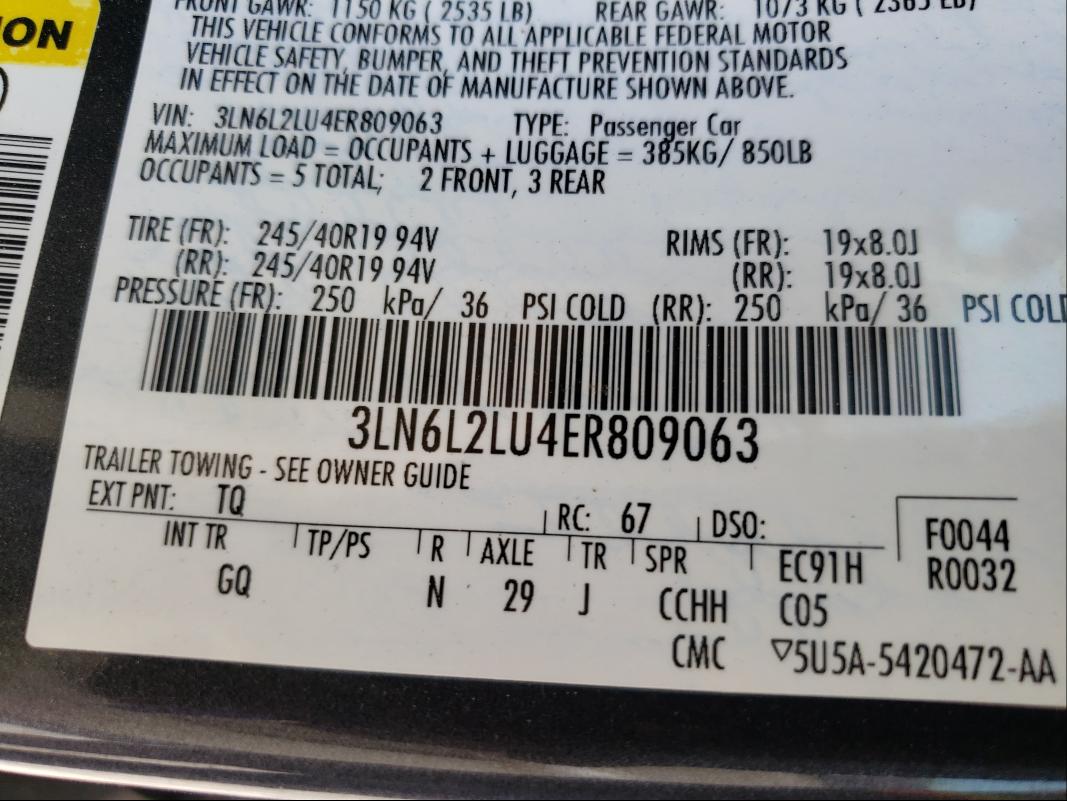 ON
FRONT GAWR: 1150 KG ( 2535 LB) REAR GAWR: 1073 KG ( 2365 LB)
THIS VEHICLE CONFORMS TO ALL APPLICABLE FEDERAL MOTOR
VEHICLE SAFETY, BUMPER, AND THEFT PREVENTION STANDARDS
IN EFFECT ON THE DATE OF MANUFACTURE SHOWN ABOVE.
VIN: 3LN6L2LU4ER809063 TYPE: Passenger Car
MAXIMUM LOAD = OCCUPANTS + LUGGAGE = 385KG/ 850LB
OCCUPANTS = 5 TOTAL; 2 FRONT, 3 REAR
TIRE (FR): 245/40R19 94V RIMS (FR): 19x8.0J
(RR): 245/40R19 94V (RR): 19x8.0J
PRESSURE (FR): 250 kPa/ 36 PSI COLD (RR): 250 kPa/ 36 PSI COLD
3LN6L2LU4ER809063
TRAILER TOWING - SEE OWNER GUIDE
EXT PNT: TQ RC: 67 DSO: F0044
INT TR TP/PS R AXLE TR SPR EC91H R0032
GQ N 29 J CCHH C05
CMC ▽5U5A-5420472-AA